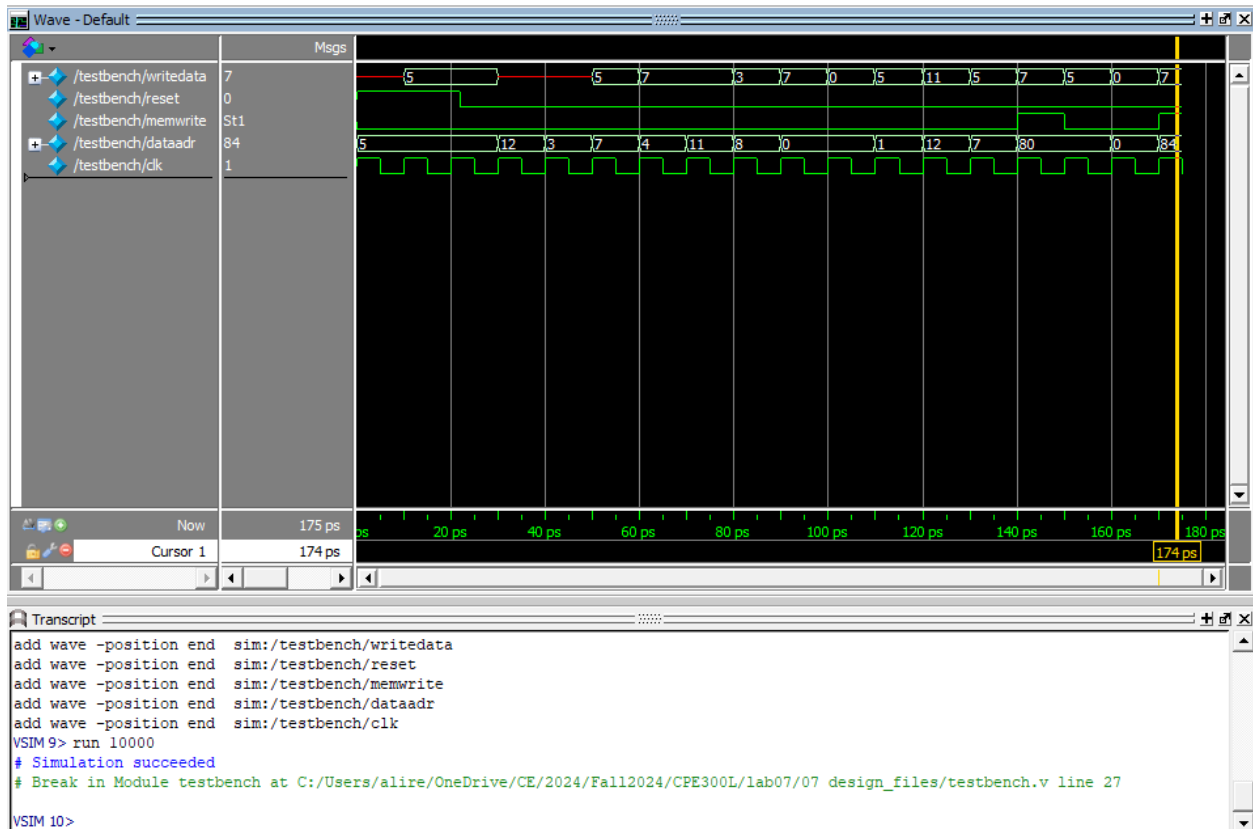 Wave - Default
Msgs
/testbench/writedata 7 5 5 7 3 7 0 5 11 5 7 5 0 7
/testbench/reset 0
/testbench/memwrite St1
/testbench/dataadr 84 5 12 3 7 4 11 8 0 1 12 7 80 0 84
/testbench/clk 1
Now 175 ps ps 20 ps 40 ps 60 ps 80 ps 100 ps 120 ps 140 ps 160 ps 180 ps
Cursor 1 174 ps 174 ps
Transcript
add wave -position end  sim:/testbench/writedata
add wave -position end  sim:/testbench/reset
add wave -position end  sim:/testbench/memwrite
add wave -position end  sim:/testbench/dataadr
add wave -position end  sim:/testbench/clk
VSIM 9> run 10000
# Simulation succeeded
# Break in Module testbench at C:/Users/alire/OneDrive/CE/2024/Fall2024/CPE300L/lab07/07 design_files/testbench.v line 27
VSIM 10>